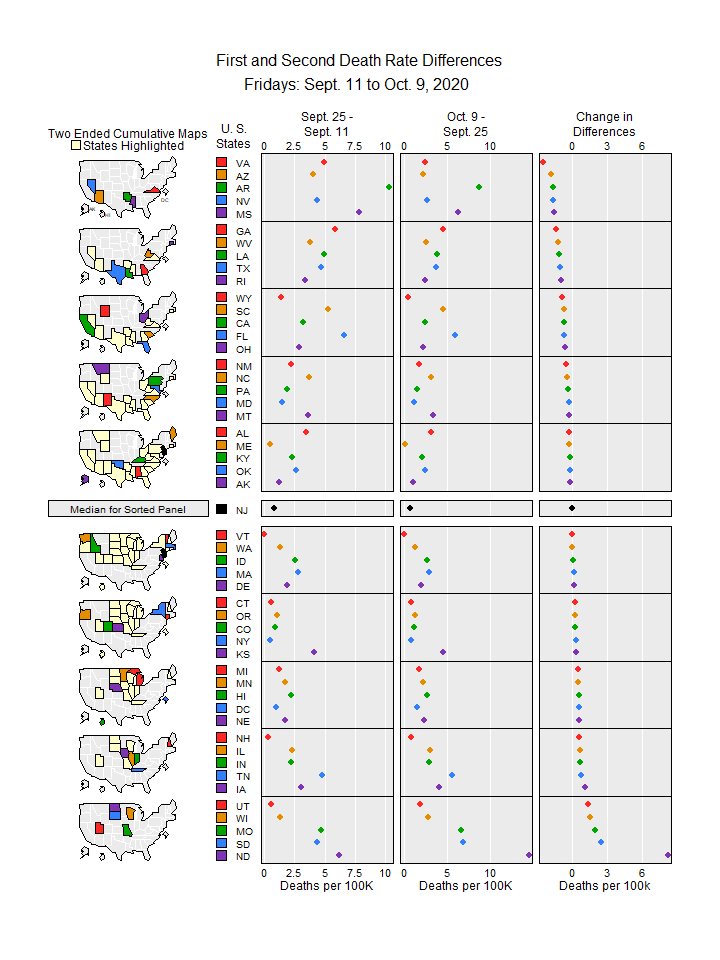 First and Second Death Rate Differences
Fridays: Sept. 11 to Oct. 9, 2020
Two Ended Cumulative Maps
States Highlighted
U. S.
States
Sept. 25 -
Sept. 11
Oct. 9 -
Sept. 25
Change in
Differences
0 2.5 5 7.5 10
0 5 10
0 3 6
VA
AZ
AR
NV
MS
AK
HI
DC
GA
WV
LA
TX
RI
WY
SC
CA
FL
OH
NM
NC
PA
MD
MT
AL
ME
KY
OK
AK
Median for Sorted Panel
NJ
VT
WA
ID
MA
DE
CT
OR
CO
NY
KS
MI
MN
HI
DC
NE
NH
IL
IN
TN
IA
UT
WI
MO
SD
ND
0 2.5 5 7.5 10
0 5 10
0 3 6
Deaths per 100K
Deaths per 100K
Deaths per 100k